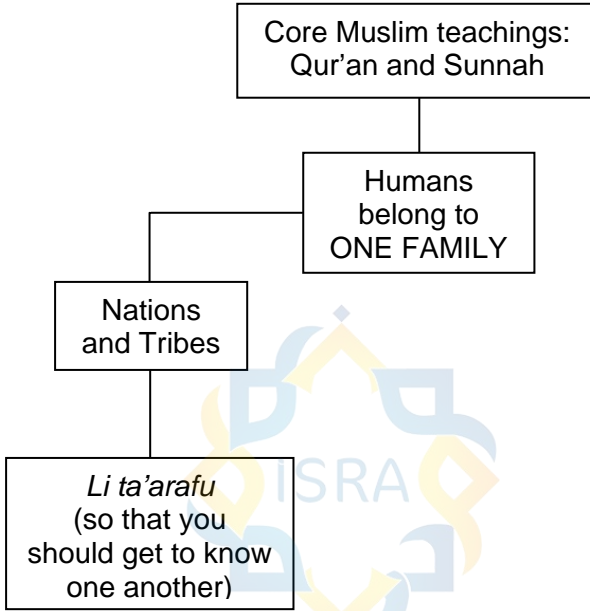 Core Muslim teachings:
Qur’an and Sunnah
Humans
belong to
ONE FAMILY
Nations
and Tribes
Li ta’arafu
(so that you
should get to know
one another)
ISRA